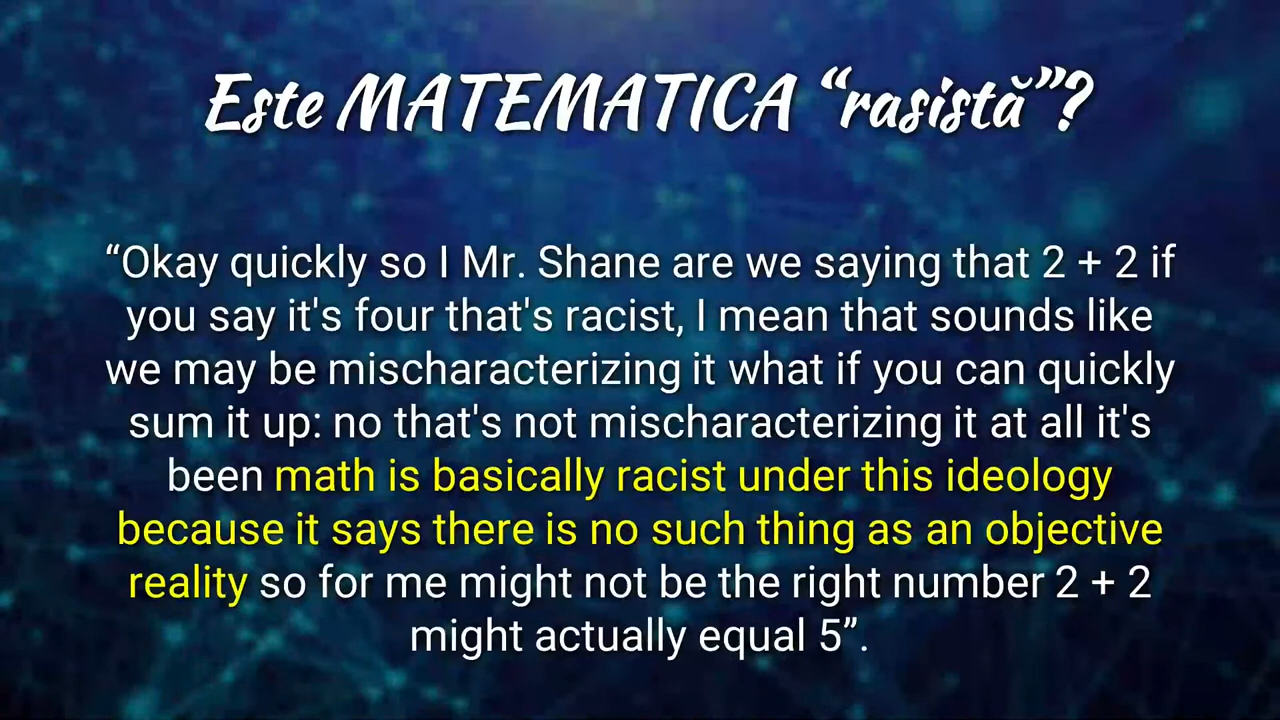 Este MATEMATICA “rasistă”?
“Okay quickly so I Mr. Shane are we saying that 2 + 2 if
you say it's four that's racist, I mean that sounds like
we may be mischaracterizing it what if you can quickly
sum it up: no that's not mischaracterizing it at all it's
been math is basically racist under this ideology
because it says there is no such thing as an objective
reality so for me might not be the right number 2 + 2
might actually equal 5”.